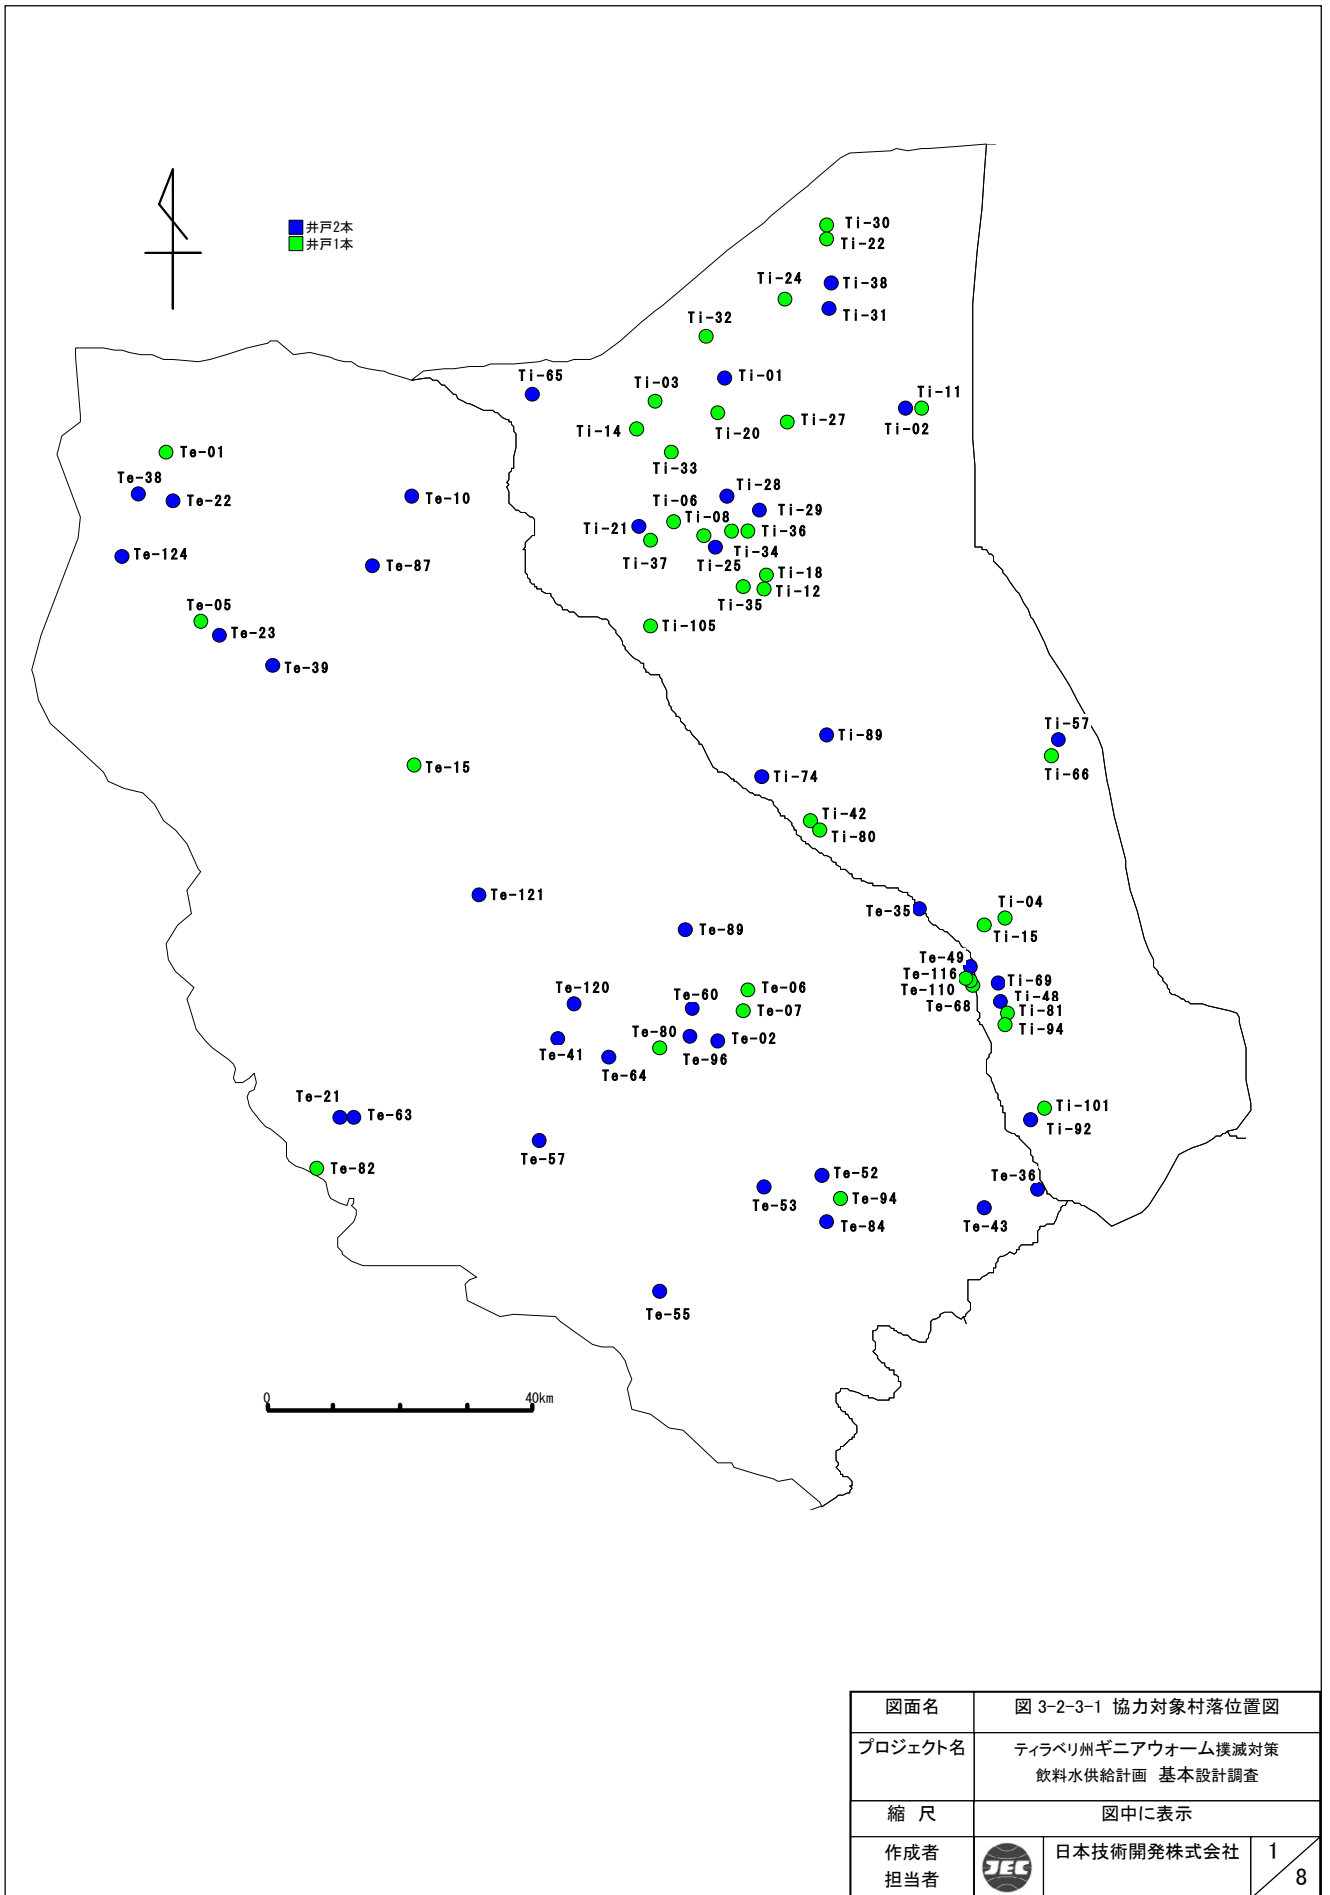 井戸2本
井戸1本
Ti-30
Ti-22
Ti-24
Ti-38
Ti-31
Ti-32
Ti-65
Ti-01
Ti-03
Ti-11
Ti-02
Ti-27
Ti-20
Ti-14
Ti-33
Te-01
Te-38
Te-22
Te-10
Ti-28
Ti-06
Ti-29
Ti-08
Ti-21
Ti-36
Ti-34
Ti-37
Ti-25
Te-124
Te-87
Ti-18
Ti-12
Ti-35
Te-05
Te-23
Ti-105
Te-39
Ti-57
Ti-89
Te-15
Ti-74
Ti-66
Ti-42
Ti-80
Te-121
Te-35
Ti-04
Te-89
Ti-15
Te-49
Te-116
Te-110
Te-68
Ti-69
Ti-48
Ti-81
Ti-94
Te-120
Te-60
Te-06
Te-07
Te-80
Te-41
Te-96
Te-02
Te-64
Te-21
Te-63
Ti-101
Ti-92
Te-57
Te-82
Te-52
Te-36
Te-53
Te-94
Te-43
Te-84
Te-55
0
40km
図面名
図 3-2-3-1 協力対象村落位置図
プロジェクト名
ティラベリ州ギニアウォーム撲滅対策
飲料水供給計画 基本設計調査
縮 尺
図中に表示
作成者
担当者
JEC
日本技術開発株式会社
1
8